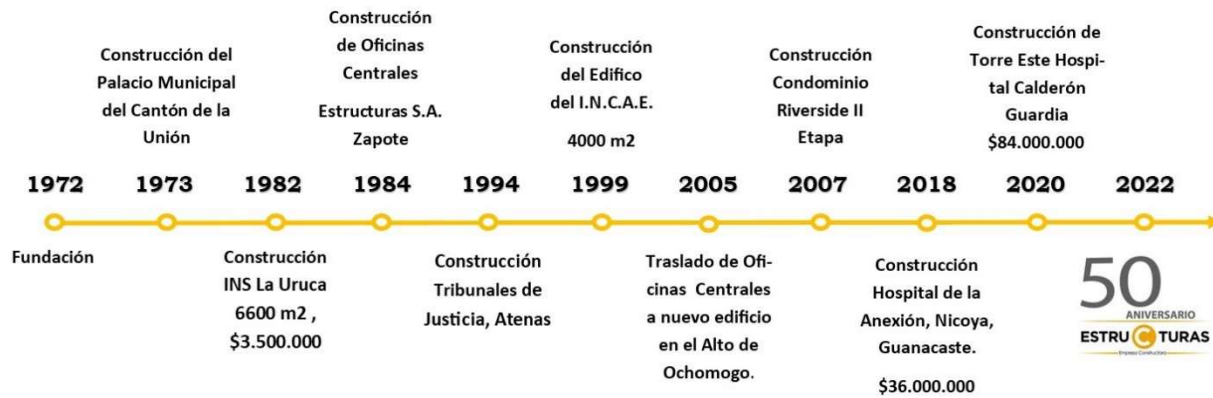 Construcción del
Palacio Municipal
del Cantón de la
Unión
Construcción
de Oficinas
Centrales
Estructuras S.A.
Zapote
Construcción
del Edifico
del I.N.C.A.E.
4000 m2
Construcción
Condominio
Riverside II
Etapa
Construcción de
Torre Este Hospi-
tal Calderón
Guardia
$84.000.000
1972 1973 1982 1984 1994 1999 2005 2007 2018 2020 2022
Fundación
Construcción
INS La Uruca
6600 m2 ,
$3.500.000
Construcción
Tribunales de
Justicia, Atenas
Traslado de Ofi-
cinas Centrales
a nuevo edificio
en el Alto de
Ochomogo.
Construcción
Hospital de la
Anexión, Nicoya,
Guanacaste.
$36.000.000
50
ANIVERSARIO
ESTRUCTURAS
Empresa Constructora